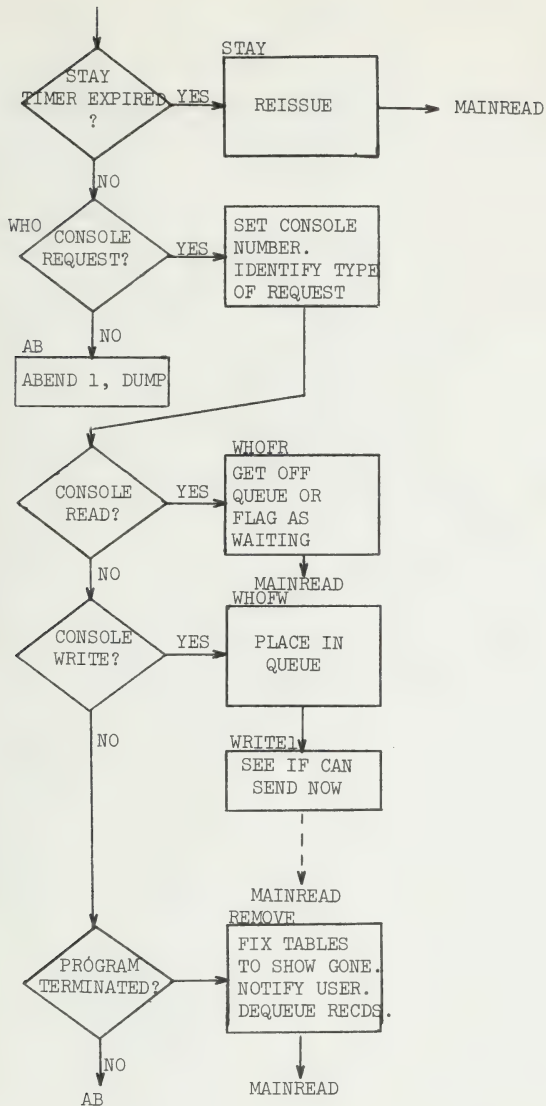 STAY
STAY
TIMER EXPIRED
?
YES
REISSUE
MAINREAD
NO
WHO
CONSOLE
REQUEST?
YES
SET CONSOLE
NUMBER.
IDENTIFY TYPE
OF REQUEST
NO
AB
ABEND 1, DUMP
WHOFR
CONSOLE
READ?
YES
GET OFF
QUEUE OR
FLAG AS
WAITING
NO
MAINREAD
WHOFW
CONSOLE
WRITE?
YES
PLACE IN
QUEUE
NO
WRITE1
SEE IF CAN
SEND NOW
MAINREAD
REMOVE
PROGRAM
TERMINATED?
FIX TABLES
TO SHOW GONE.
NOTIFY USER.
DEQUEUE RECDS.
NO
AB
MAINREAD